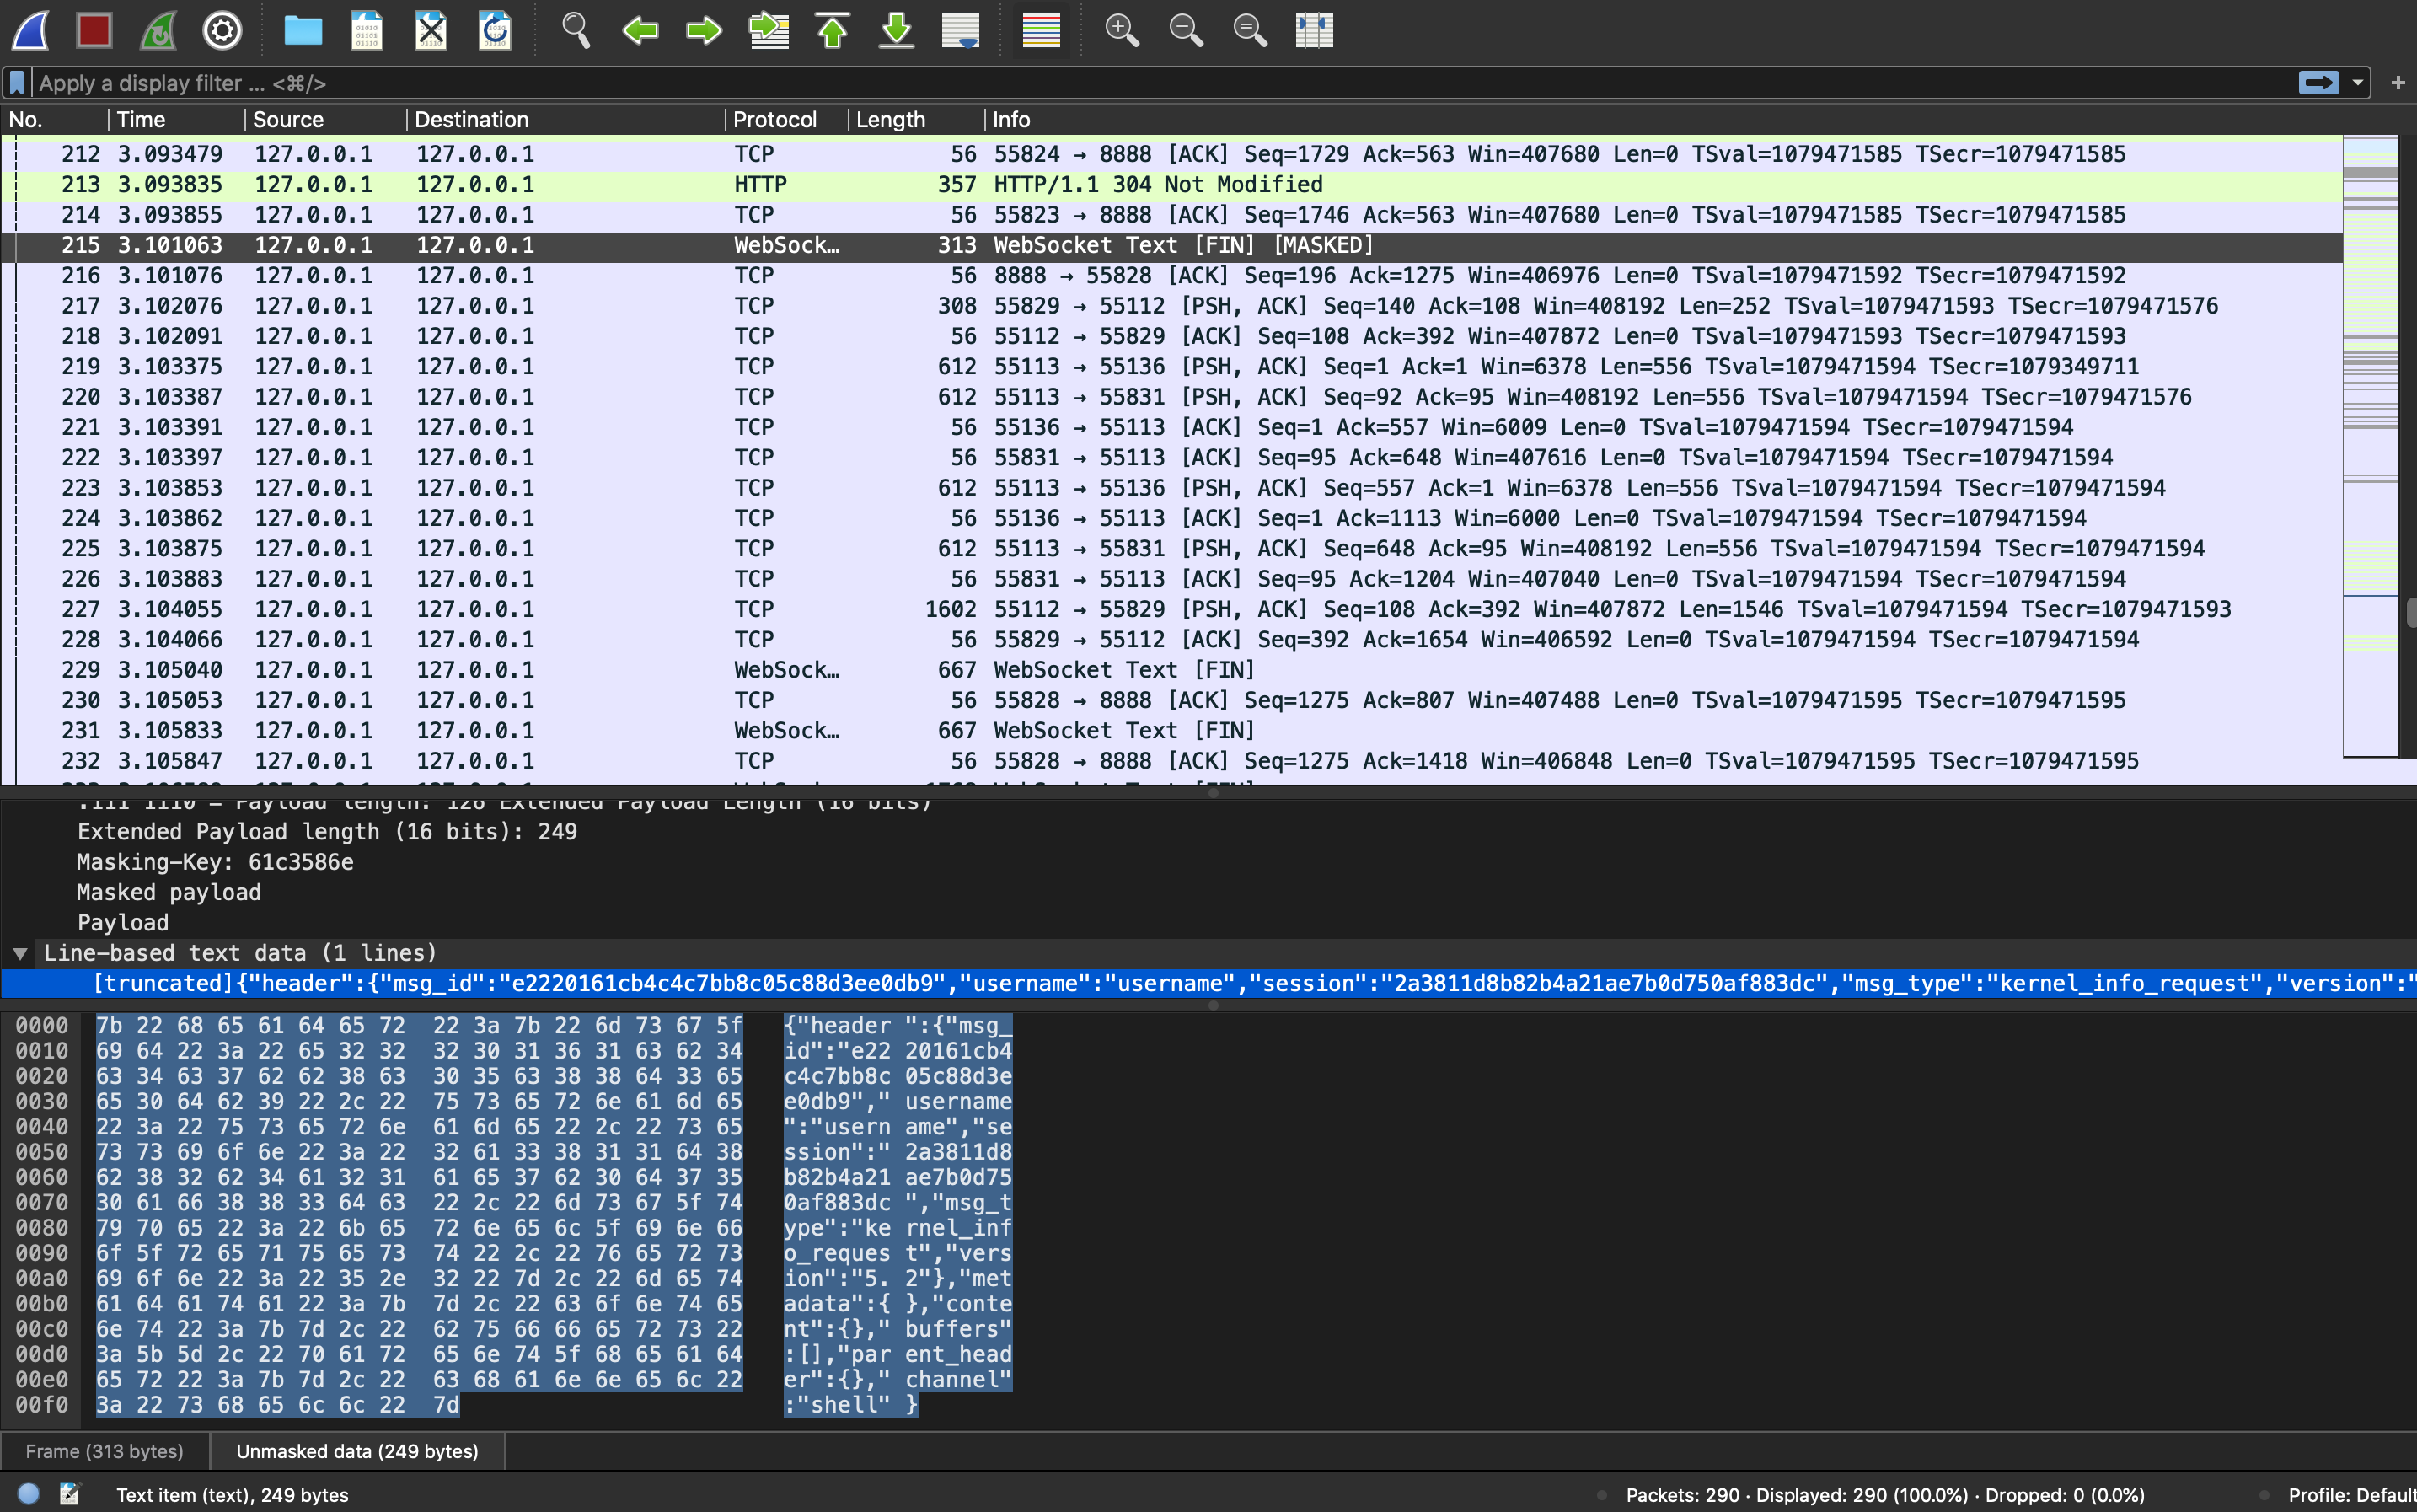 Apply a display filter ... <⌘/>
No. Time Source Destination Protocol Length Info
212 3.093479 127.0.0.1 127.0.0.1 TCP 56 55824 → 8888 [ACK] Seq=1729 Ack=563 Win=407680 Len=0 TSval=1079471585 TSecr=1079471585
213 3.093835 127.0.0.1 127.0.0.1 HTTP 357 HTTP/1.1 304 Not Modified
214 3.093855 127.0.0.1 127.0.0.1 TCP 56 55823 → 8888 [ACK] Seq=1746 Ack=563 Win=407680 Len=0 TSval=1079471585 TSecr=1079471585
215 3.101063 127.0.0.1 127.0.0.1 WebSock… 313 WebSocket Text [FIN] [MASKED]
216 3.101076 127.0.0.1 127.0.0.1 TCP 56 8888 → 55828 [ACK] Seq=196 Ack=1275 Win=406976 Len=0 TSval=1079471592 TSecr=1079471592
217 3.102076 127.0.0.1 127.0.0.1 TCP 308 55829 → 55112 [PSH, ACK] Seq=140 Ack=108 Win=408192 Len=252 TSval=1079471593 TSecr=1079471576
218 3.102091 127.0.0.1 127.0.0.1 TCP 56 55112 → 55829 [ACK] Seq=108 Ack=392 Win=407872 Len=0 TSval=1079471593 TSecr=1079471593
219 3.103375 127.0.0.1 127.0.0.1 TCP 612 55113 → 55136 [PSH, ACK] Seq=1 Ack=1 Win=6378 Len=556 TSval=1079471594 TSecr=1079349711
220 3.103387 127.0.0.1 127.0.0.1 TCP 612 55113 → 55831 [PSH, ACK] Seq=92 Ack=95 Win=408192 Len=556 TSval=1079471594 TSecr=1079471576
221 3.103391 127.0.0.1 127.0.0.1 TCP 56 55136 → 55113 [ACK] Seq=1 Ack=557 Win=6009 Len=0 TSval=1079471594 TSecr=1079471594
222 3.103397 127.0.0.1 127.0.0.1 TCP 56 55831 → 55113 [ACK] Seq=95 Ack=648 Win=407616 Len=0 TSval=1079471594 TSecr=1079471594
223 3.103853 127.0.0.1 127.0.0.1 TCP 612 55113 → 55136 [PSH, ACK] Seq=557 Ack=1 Win=6378 Len=556 TSval=1079471594 TSecr=1079471594
224 3.103862 127.0.0.1 127.0.0.1 TCP 56 55136 → 55113 [ACK] Seq=1 Ack=1113 Win=6000 Len=0 TSval=1079471594 TSecr=1079471594
225 3.103875 127.0.0.1 127.0.0.1 TCP 612 55113 → 55831 [PSH, ACK] Seq=648 Ack=95 Win=408192 Len=556 TSval=1079471594 TSecr=1079471594
226 3.103883 127.0.0.1 127.0.0.1 TCP 56 55831 → 55113 [ACK] Seq=95 Ack=1204 Win=407040 Len=0 TSval=1079471594 TSecr=1079471594
227 3.104055 127.0.0.1 127.0.0.1 TCP 1602 55112 → 55829 [PSH, ACK] Seq=108 Ack=392 Win=407872 Len=1546 TSval=1079471594 TSecr=1079471593
228 3.104066 127.0.0.1 127.0.0.1 TCP 56 55829 → 55112 [ACK] Seq=392 Ack=1654 Win=406592 Len=0 TSval=1079471594 TSecr=1079471594
229 3.105040 127.0.0.1 127.0.0.1 WebSock… 667 WebSocket Text [FIN]
230 3.105053 127.0.0.1 127.0.0.1 TCP 56 55828 → 8888 [ACK] Seq=1275 Ack=807 Win=407488 Len=0 TSval=1079471595 TSecr=1079471595
231 3.105833 127.0.0.1 127.0.0.1 WebSock… 667 WebSocket Text [FIN]
232 3.105847 127.0.0.1 127.0.0.1 TCP 56 55828 → 8888 [ACK] Seq=1275 Ack=1418 Win=406848 Len=0 TSval=1079471595 TSecr=1079471595
.111 1110 = Payload length: 126 Extended Payload Length (16 bits)
Extended Payload length (16 bits): 249
Masking-Key: 61c3586e
Masked payload
Payload
Line-based text data (1 lines)
[truncated]{"header":{"msg_id":"e2220161cb4c4c7bb8c05c88d3ee0db9","username":"username","session":"2a3811d8b82b4a21ae7b0d750af883dc","msg_type":"kernel_info_request","version":"
0000 7b 22 68 65 61 64 65 72 22 3a 7b 22 6d 73 67 5f {"header ":{"msg_
0010 69 64 22 3a 22 65 32 32 32 30 31 36 31 63 62 34 id":"e22 20161cb4
0020 63 34 63 37 62 62 38 63 30 35 63 38 38 64 33 65 c4c7bb8c 05c88d3e
0030 65 30 64 62 39 22 2c 22 75 73 65 72 6e 61 6d 65 e0db9"," username
0040 22 3a 22 75 73 65 72 6e 61 6d 65 22 2c 22 73 65 ":"usern ame","se
0050 73 73 69 6f 6e 22 3a 22 32 61 33 38 31 31 64 38 ssion":" 2a3811d8
0060 62 38 32 62 34 61 32 31 61 65 37 62 30 64 37 35 b82b4a21 ae7b0d75
0070 30 61 66 38 38 33 64 63 22 2c 22 6d 73 67 5f 74 0af883dc ","msg_t
0080 79 70 65 22 3a 22 6b 65 72 6e 65 6c 5f 69 6e 66 ype":"ke rnel_inf
0090 6f 5f 72 65 71 75 65 73 74 22 2c 22 76 65 72 73 o_reques t","vers
00a0 69 6f 6e 22 3a 22 35 2e 32 22 7d 2c 22 6d 65 74 ion":"5. 2"},"met
00b0 61 64 61 74 61 22 3a 7b 7d 2c 22 63 6f 6e 74 65 adata":{ },"conte
00c0 6e 74 22 3a 7b 7d 2c 22 62 75 66 66 65 72 73 22 nt":{}," buffers"
00d0 3a 5b 5d 2c 22 70 61 72 65 6e 74 5f 68 65 61 64 :[],"par ent_head
00e0 65 72 22 3a 7b 7d 2c 22 63 68 61 6e 6e 65 6c 22 er":{}," channel"
00f0 3a 22 73 68 65 6c 6c 22 7d :"shell" }
Frame (313 bytes) Unmasked data (249 bytes)
Text item (text), 249 bytes Packets: 290 · Displayed: 290 (100.0%) · Dropped: 0 (0.0%) Profile: Default